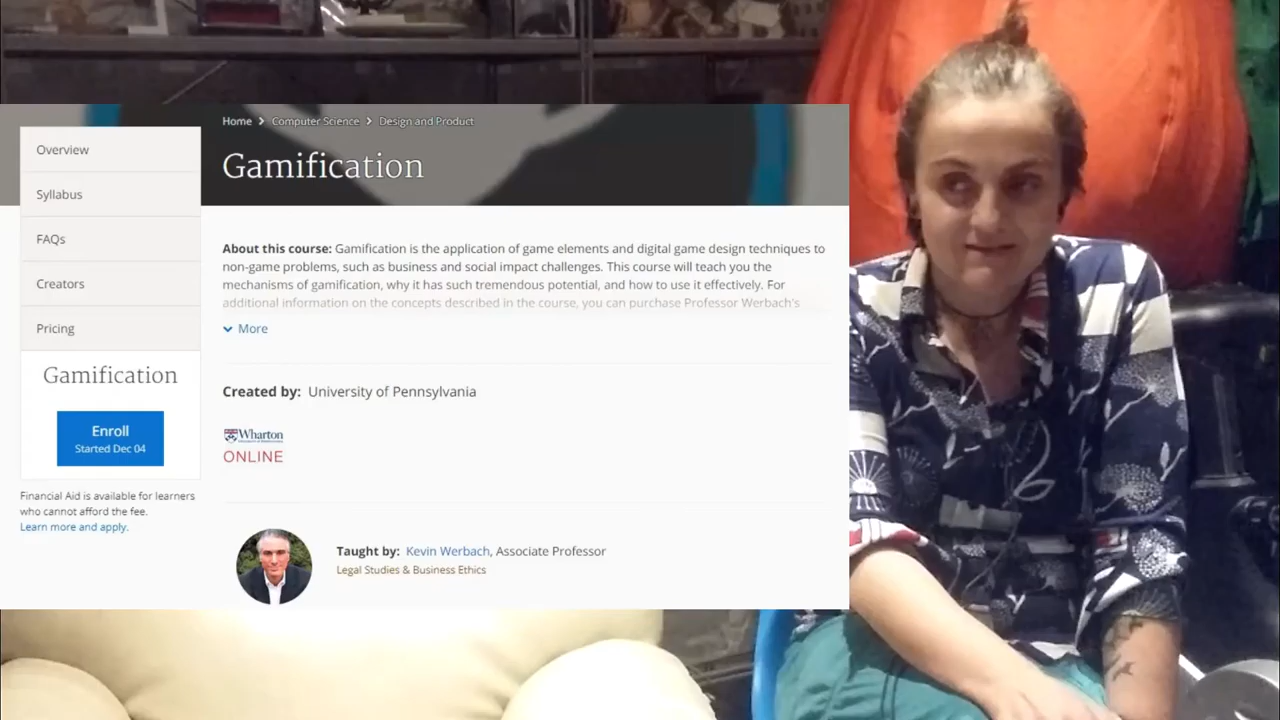 Home > Computer Science > Design and Product
Gamification
Overview
Syllabus
FAQs
Creators
Pricing
Gamification
Enroll
Started Dec 04
Financial Aid is available for learners
who cannot afford the fee.
Learn more and apply.
About this course: Gamification is the application of game elements and digital game design techniques to
non-game problems, such as business and social impact challenges. This course will teach you the
mechanisms of gamification, why it has such tremendous potential, and how to use it effectively. For
additional information on the concepts described in the course, you can purchase Professor Werbach's
More
Created by: University of Pennsylvania
Wharton
ONLINE
Taught by: Kevin Werbach, Associate Professor
Legal Studies & Business Ethics